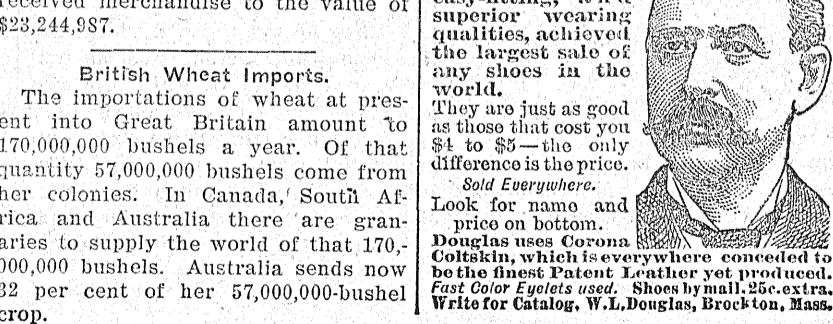 received merchandise to the value of
$23,244,987.
British Wheat Imports.
The importations of wheat at pres-
ent into Great Britain amount to
170,000,000 bushels a year. Of that
quantity 57,000,000 bushels come from
her colonies. In Canada, South Af-
rica and Australia there are gran-
aries to supply the world of that 170,-
000,000 bushels. Australia sends now
32 per cent of her 57,000,000-bushel
crop.
superior wearing
qualities, achieved
the largest sale of
any shoes in the
world.
They are just as good
as those that cost you
$4 to $5—the only
difference is the price.
Sold Everywhere.
Look for name and
price on bottom.
Douglas uses Corona
Coltskin, which is everywhere conceded to
be the finest Patent Leather yet produced.
Fast Color Eyelets used. Shoes by mail, 25c. extra.
Write for Catalog. W.L. Douglas, Brockton, Mass.